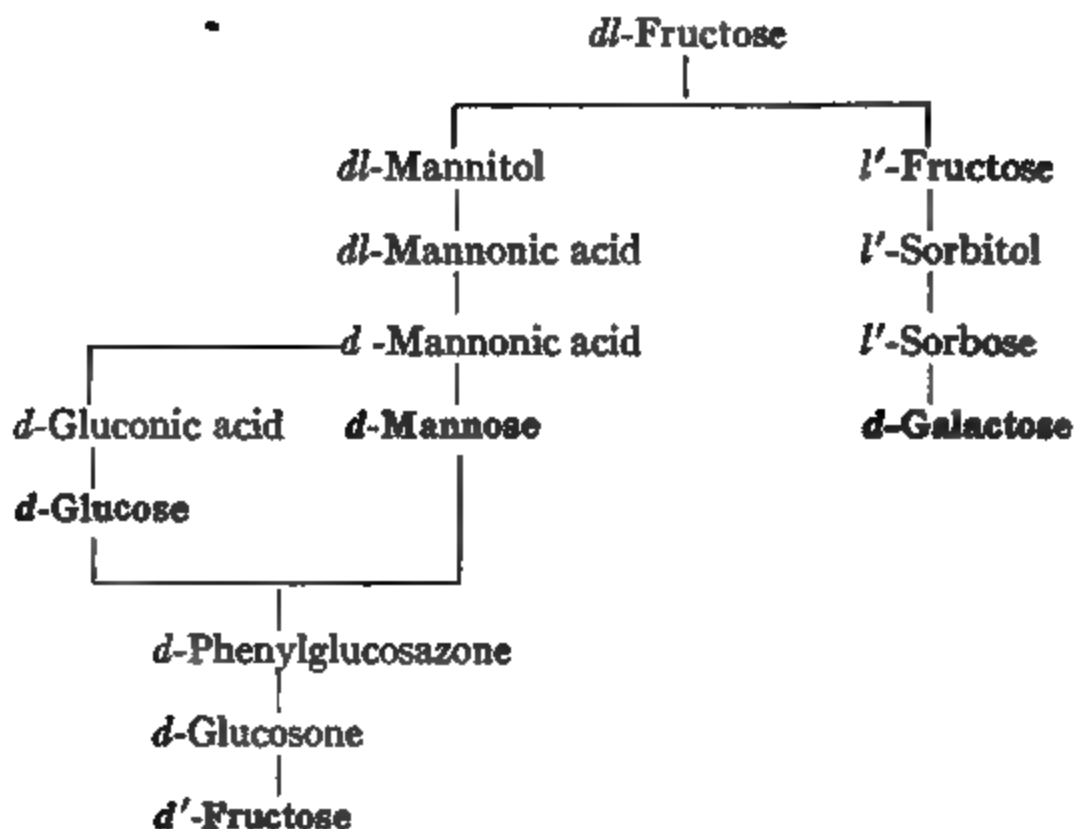 dl-Fructose
dl-Mannitol l′-Fructose
dl-Mannonic acid l′-Sorbitol
d -Mannonic acid l′-Sorbose
d-Gluconic acid d-Mannose d-Galactose
d-Glucose
d-Phenylglucosazone
d-Glucosone
d′-Fructose